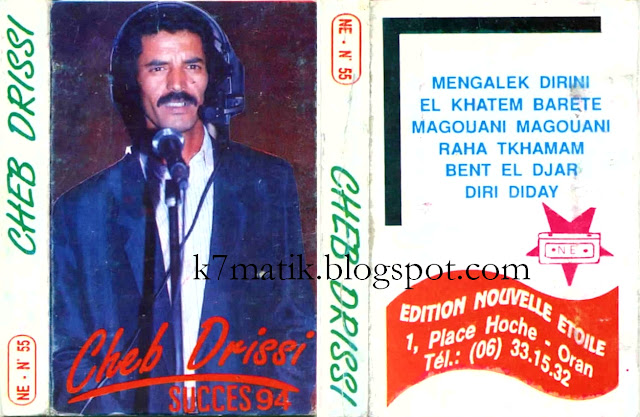 CHEB DRISSI
NE - N° 55
Cheb Drissi
SUCCES 94
NE - N° 55
CHEB DRISSI
MENGALEK DIRINI
EL KHATEM BARETE
MAGOUANI MAGOUANI
RAHA TKHAMAM
BENT EL DJAR
DIRI DIDAY
N E
EDITION NOUVELLE ETOILE
1, Place Hoche - Oran
Tél.: (06) 33.15.32
k7matik.blogspot.com